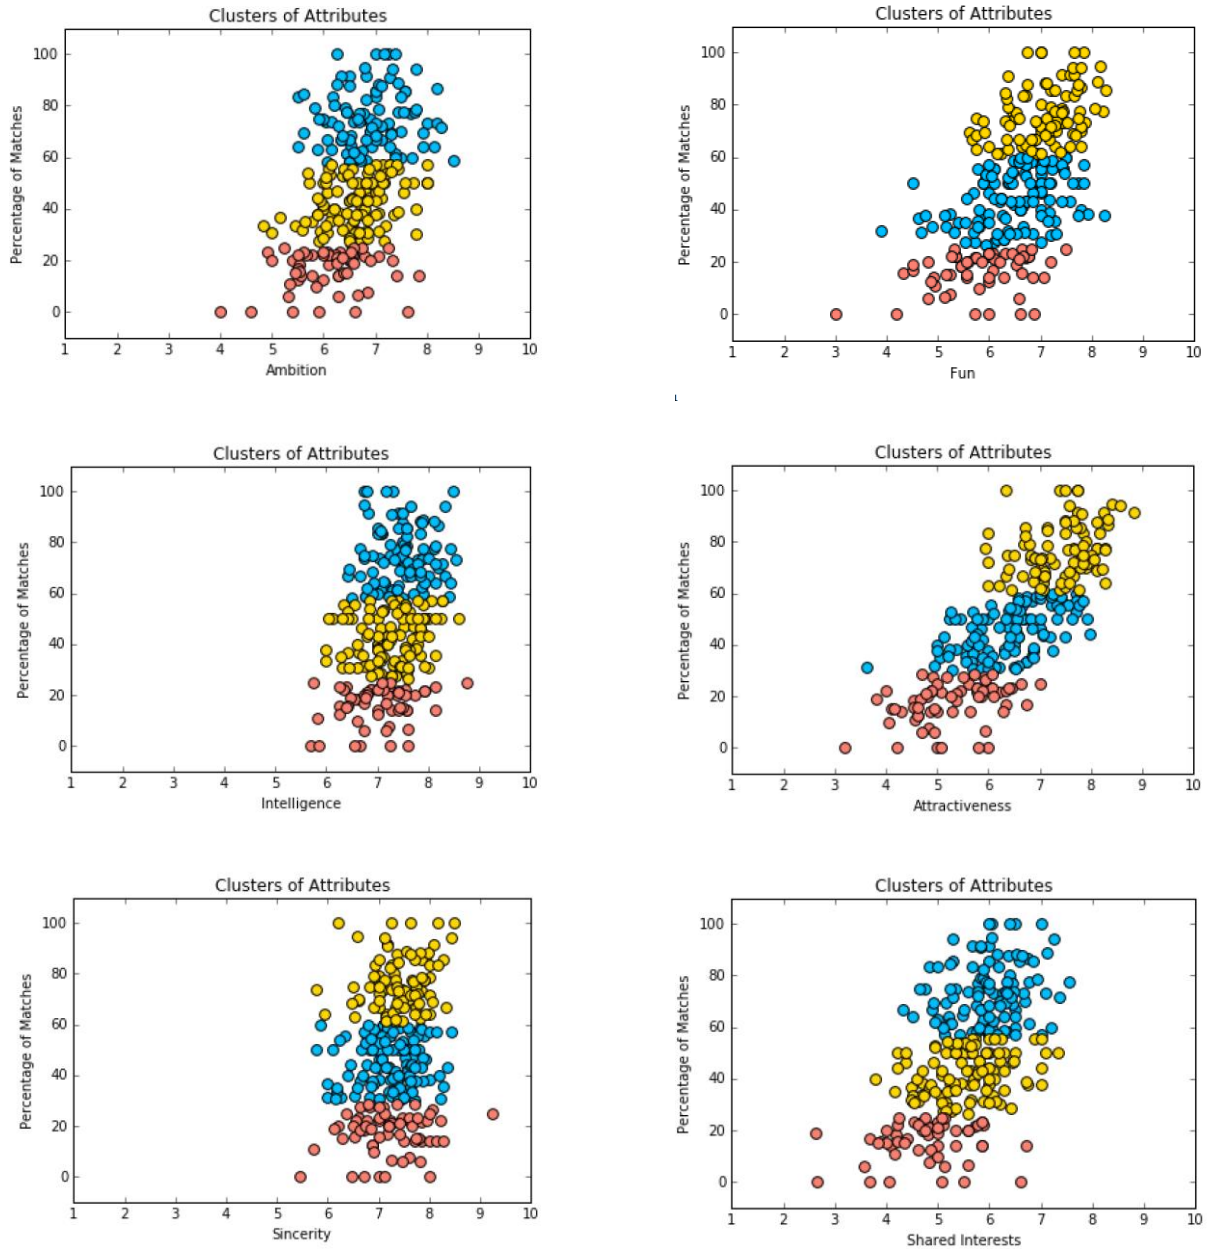 Clusters of Attributes
Percentage of Matches
100
80
60
40
20
0
1 2 3 4 5 6 7 8 9 10
Ambition
Clusters of Attributes
Percentage of Matches
100
80
60
40
20
0
1 2 3 4 5 6 7 8 9 10
Fun
1
Clusters of Attributes
Percentage of Matches
100
80
60
40
20
0
1 2 3 4 5 6 7 8 9 10
Intelligence
Clusters of Attributes
Percentage of Matches
100
80
60
40
20
0
1 2 3 4 5 6 7 8 9 10
Attractiveness
Clusters of Attributes
Percentage of Matches
100
80
60
40
20
0
1 2 3 4 5 6 7 8 9 10
Sincerity
Clusters of Attributes
Percentage of Matches
100
80
60
40
20
0
1 2 3 4 5 6 7 8 9 10
Shared Interests